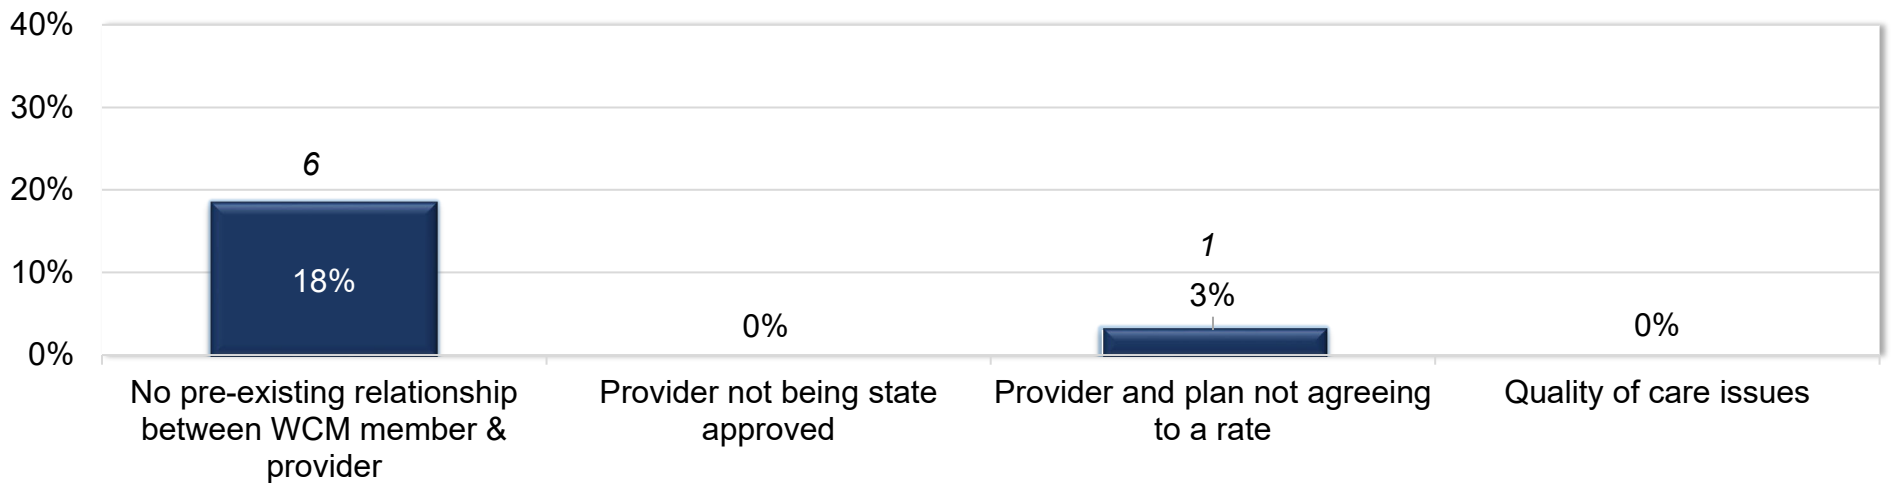 40%
30%
20%
10%
0%
6
18%
0%
1
3%
0%
No pre-existing relationship
between WCM member &
provider
Provider not being state
approved
Provider and plan not agreeing
to a rate
Quality of care issues